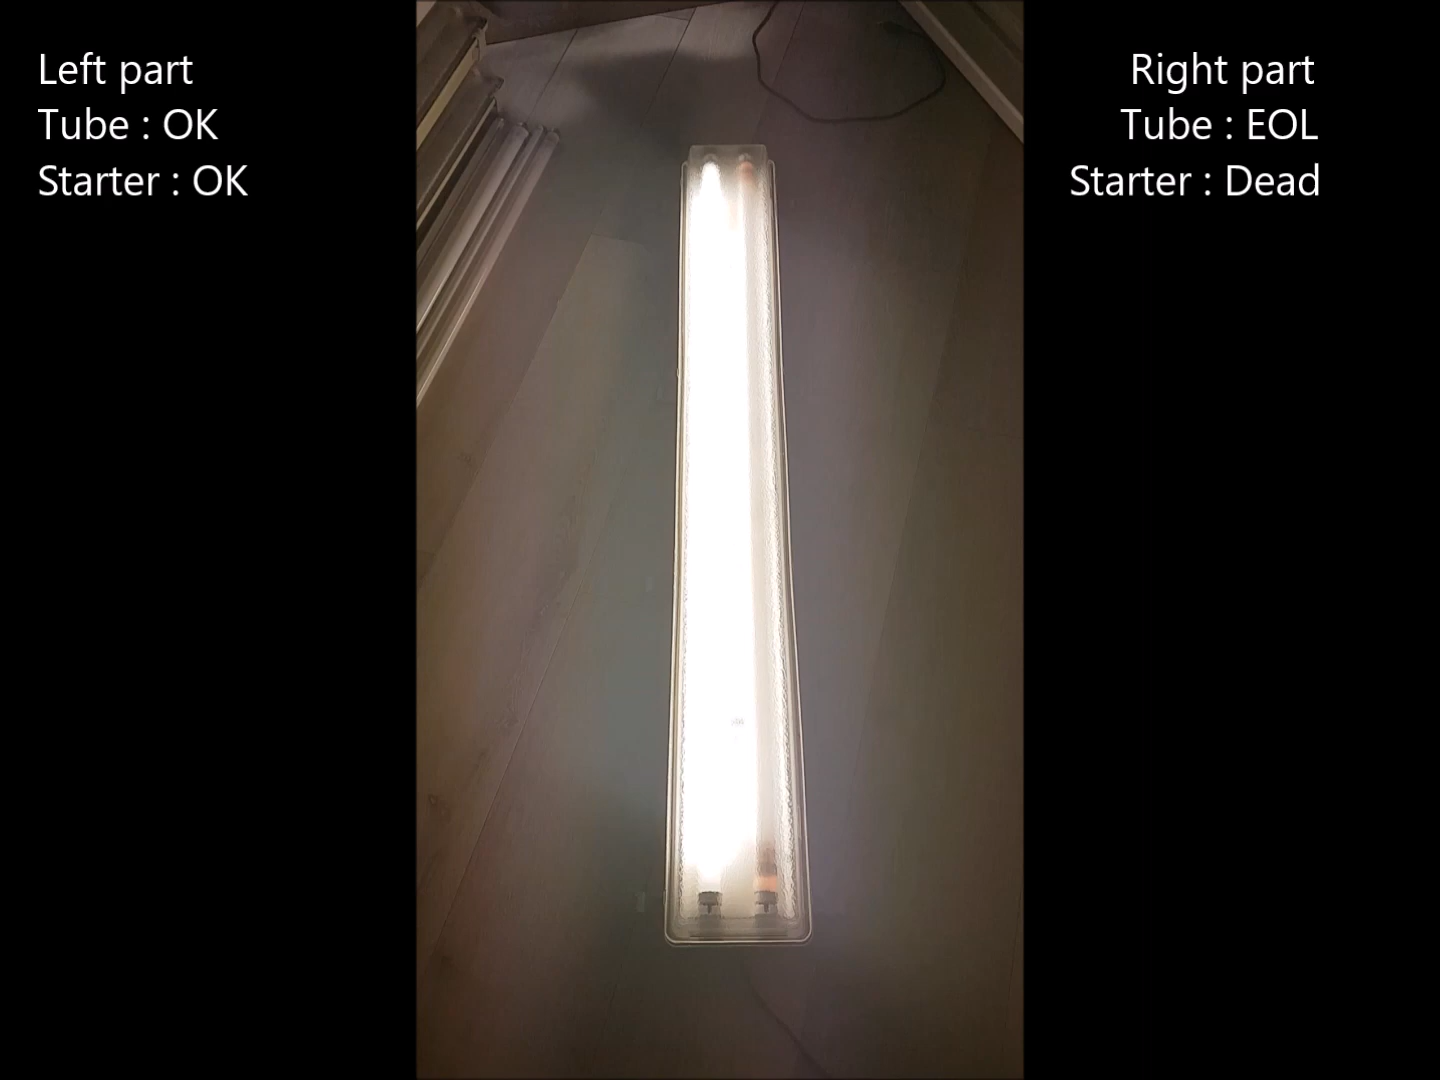 Left part
Tube : OK
Starter : OK
Right part
Tube : EOL
Starter : Dead